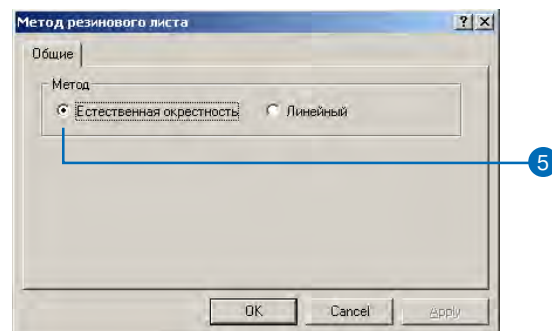 Метод резинового листа
Общие
Метод
Естественная окрестность Линейный
5
OK Cancel Apply